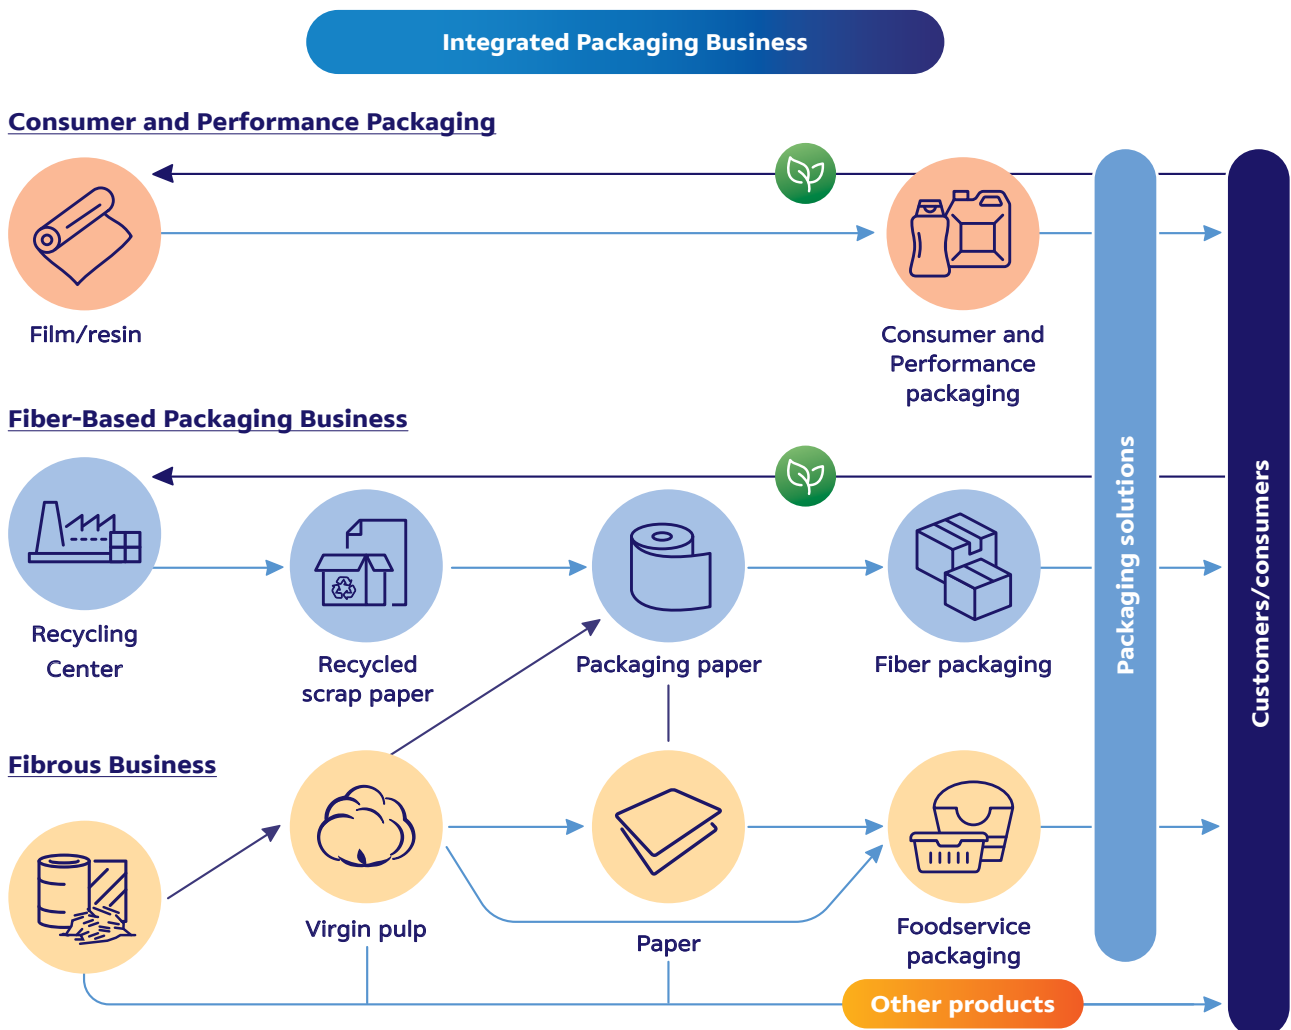 Integrated Packaging Business
Consumer and Performance Packaging
Film/resin
Consumer and
Performance
packaging
Fiber-Based Packaging Business
Recycling
Center
Recycled
scrap paper
Packaging paper
Fiber packaging
Fibrous Business
Virgin pulp
Paper
Foodservice
packaging
Other products
Packaging solutions
Customers/consumers